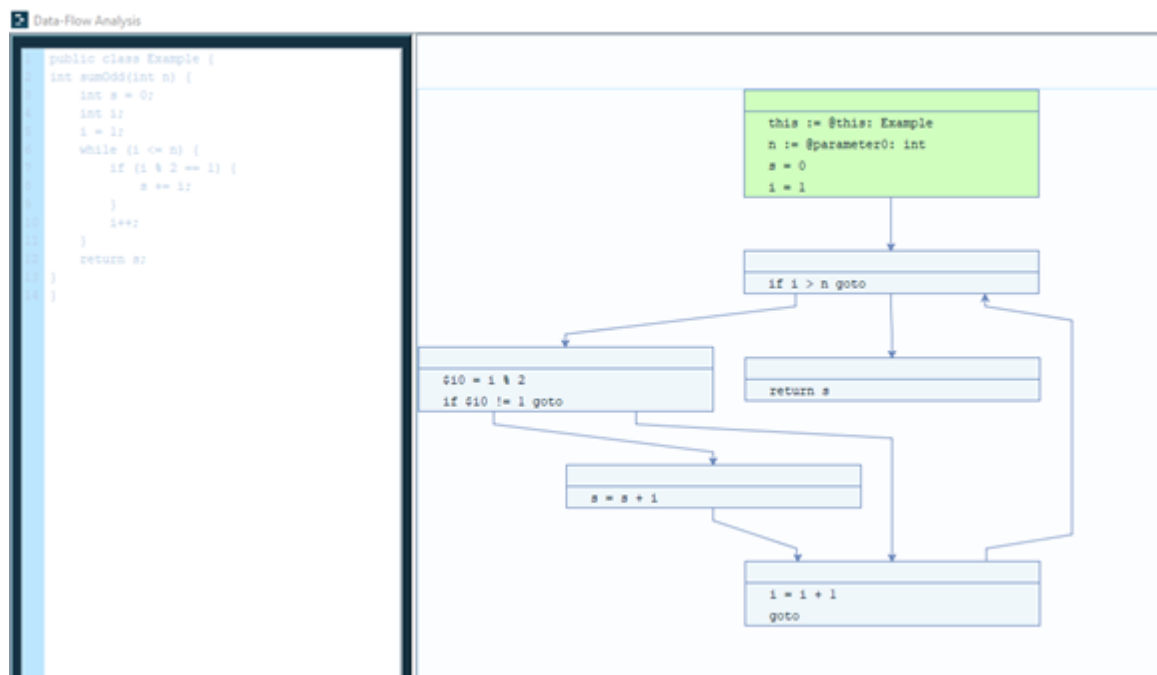 Data-Flow Analysis
1 public class Example {
2 int sumOdd(int n) {
3 int s = 0;
4 int i;
5 i = 1;
6 while (i <= n) {
7 if (i % 2 == 1) {
8 s += i;
9 }
10 i++;
11 }
12 return s;
13 }
14 }
this := @this: Example
n := @parameter0: int
s = 0
i = 1
if i > n goto
$i0 = i % 2
if $i0 != 1 goto
return s
s = s + i
i = i + 1
goto